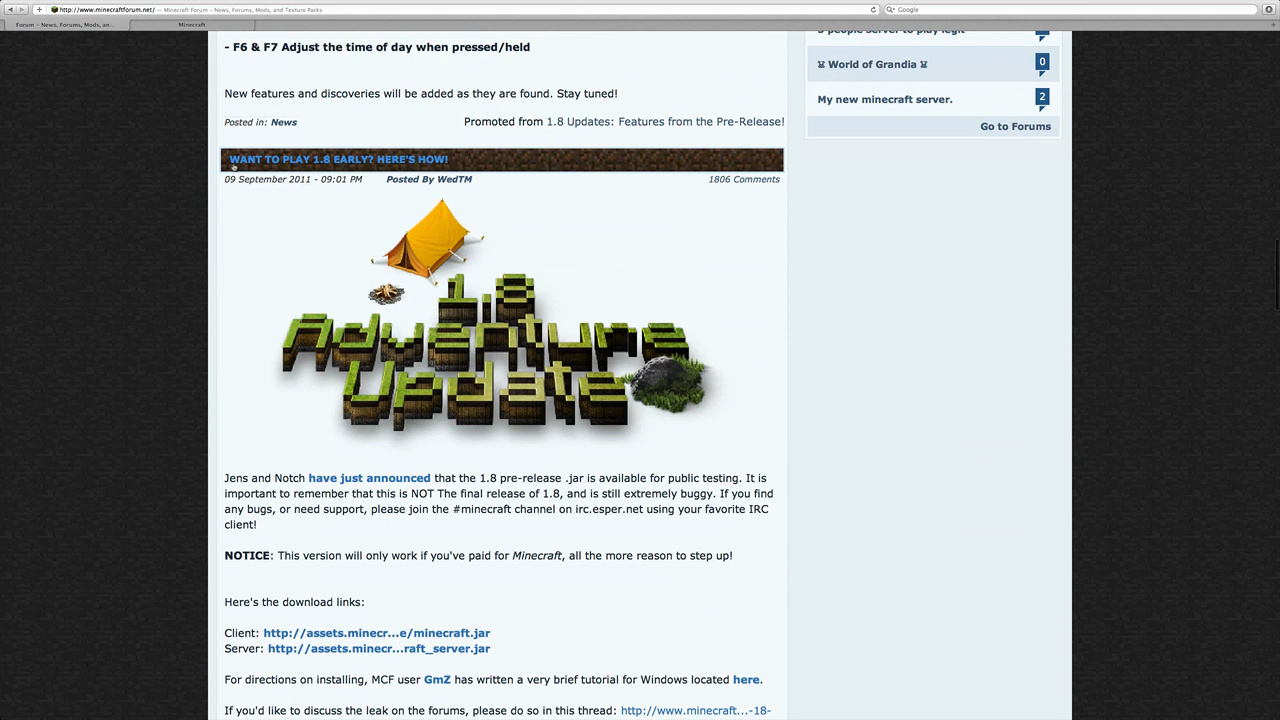 http://www.minecraftforum.net/ — Minecraft Forum – News, Forums, Mods, and Texture Packs
Google
Forum – News, Forums, Mods, an...
Minecraft
- F6 & F7 Adjust the time of day when pressed/held
5 people server to play legit
World of Grandia
0
New features and discoveries will be added as they are found. Stay tuned!
My new minecraft server.
2
Posted in: News
Promoted from 1.8 Updates: Features from the Pre-Release!
Go to Forums
WANT TO PLAY 1.8 EARLY? HERE'S HOW!
09 September 2011 - 09:01 PM
Posted By WedTM
1806 Comments
1.8
Adventure
Update
Jens and Notch have just announced that the 1.8 pre-release .jar is available for public testing. It is
important to remember that this is NOT The final release of 1.8, and is still extremely buggy. If you find
any bugs, or need support, please join the #minecraft channel on irc.esper.net using your favorite IRC
client!
NOTICE: This version will only work if you've paid for Minecraft, all the more reason to step up!
Here's the download links:
Client: http://assets.minecr...e/minecraft.jar
Server: http://assets.minecr...raft_server.jar
For directions on installing, MCF user GmZ has written a very brief tutorial for Windows located here.
If you'd like to discuss the leak on the forums, please do so in this thread: http://www.minecraft...-18-